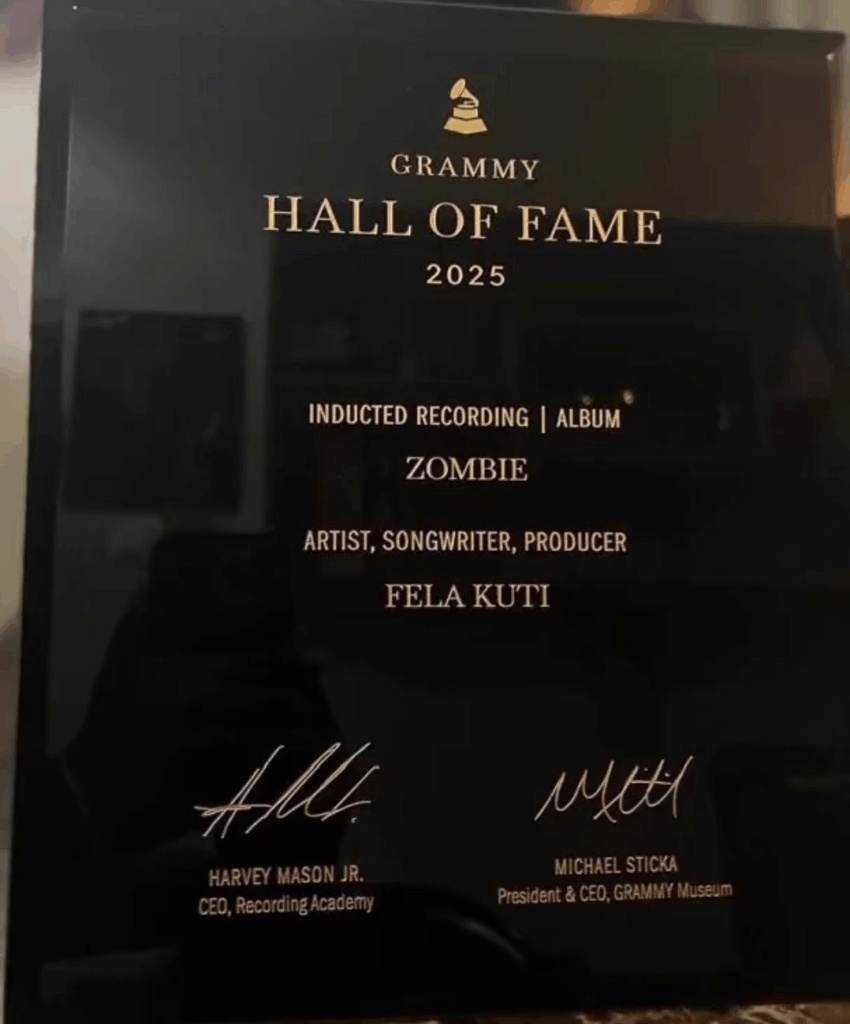 GRAMMY
HALL OF FAME
2025
INDUCTED RECORDING | ALBUM
ZOMBIE
ARTIST, SONGWRITER, PRODUCER
FELA KUTI
HARVEY MASON JR.
CEO, Recording Academy
MICHAEL STICKA
President & CEO, GRAMMY Museum